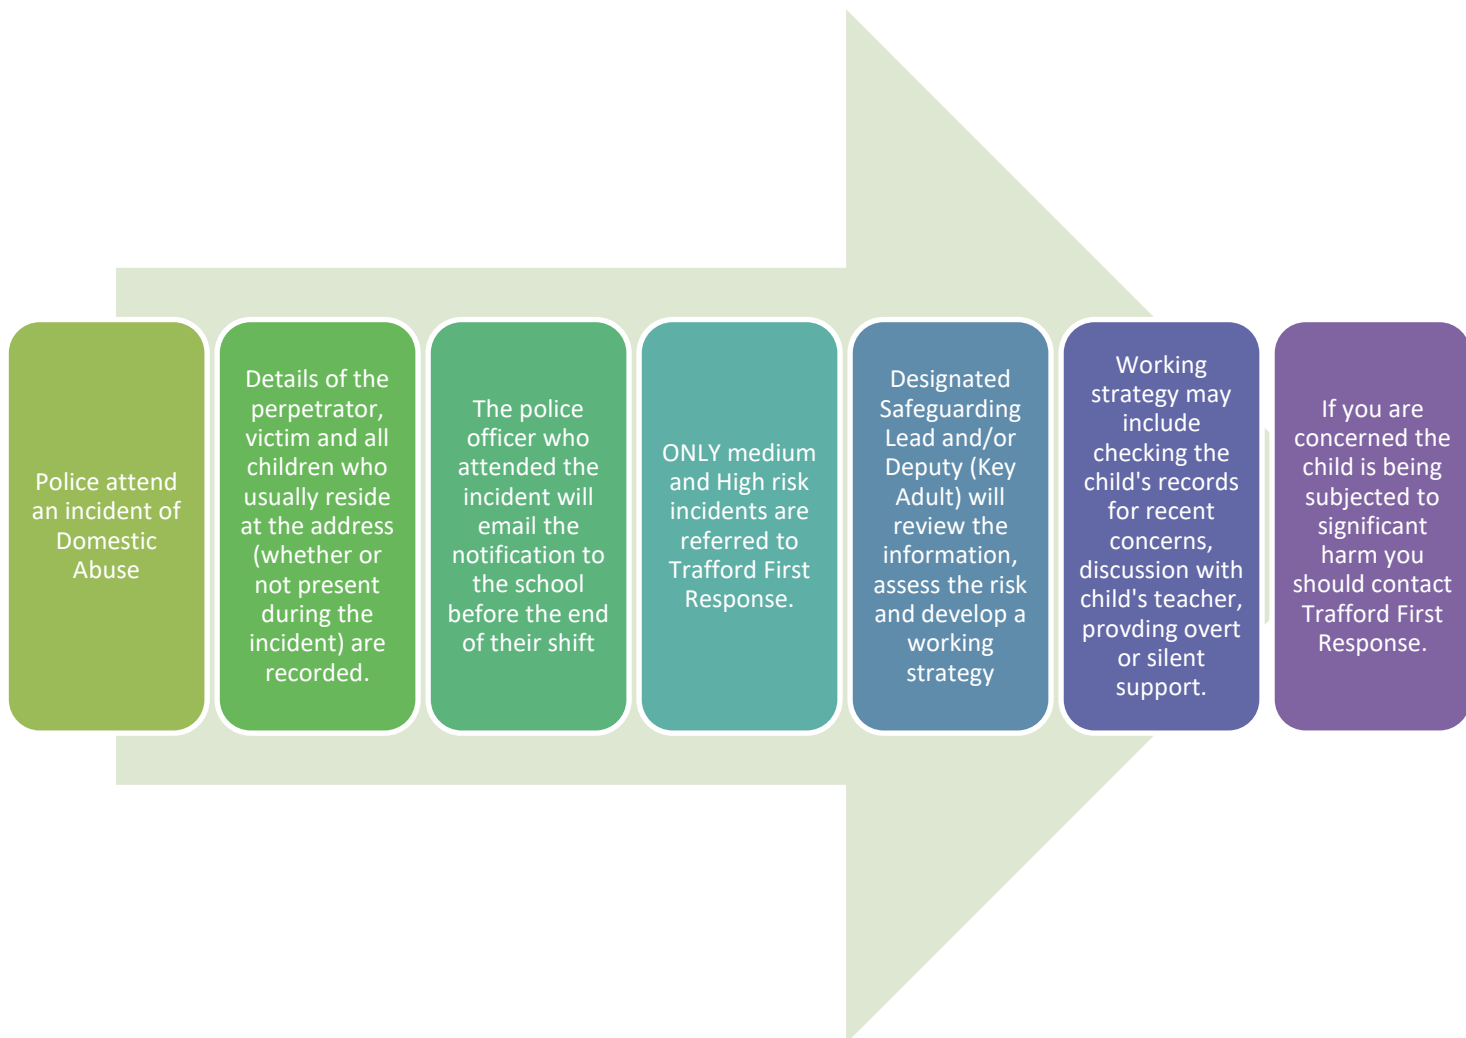 Police attend
an incident of
Domestic
Abuse
Details of the
perpetrator,
victim and all
children who
usually reside
at the address
(whether or
not present
during the
incident) are
recorded.
The police
officer who
attended the
incident will
email the
notification to
the school
before the end
of their shift
ONLY medium
and High risk
incidents are
referred to
Trafford First
Response.
Designated
Safeguarding
Lead and/or
Deputy (Key
Adult) will
review the
information,
assess the risk
and develop a
working
strategy
Working
strategy may
include
checking the
child's records
for recent
concerns,
discussion with
child's teacher,
provding overt
or silent
support.
If you are
concerned the
child is being
subjected to
significant
harm you
should contact
Trafford First
Response.